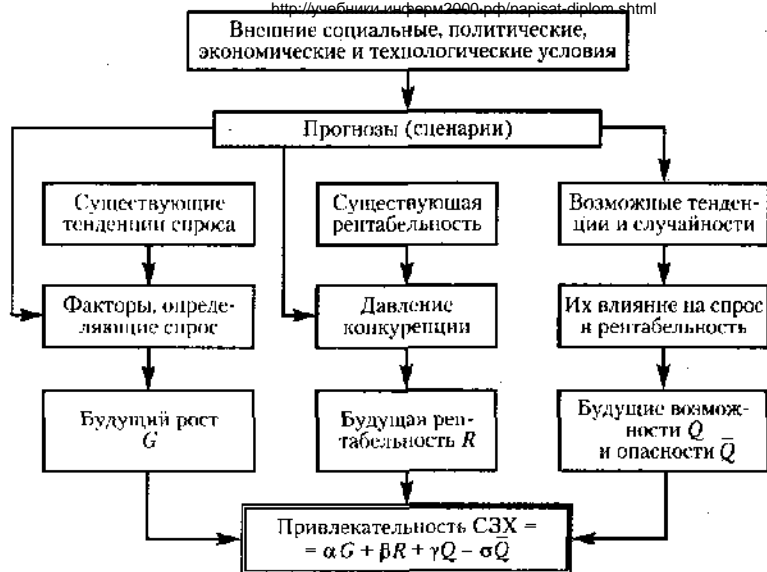 http://учебники.информ2000.рф/napisat-diplom.shtml
Внешние социальные, политические,
экономические и технологические условия
Прогнозы (сценарии)
Существующие
тенденции спроса
Существующая
рентабельность
Возможные тенден-
ции и случайности
Факторы, опреде-
ляющие спрос
Давление
конкуренции
Их влияние на спрос
и рентабельность
Будущий рост
G
Будущая рен-
табельность R
Будущие возмож-
ности Q
и опасности Q̅
Привлекательность СЗХ =
= αG + βR + γQ − σQ̅